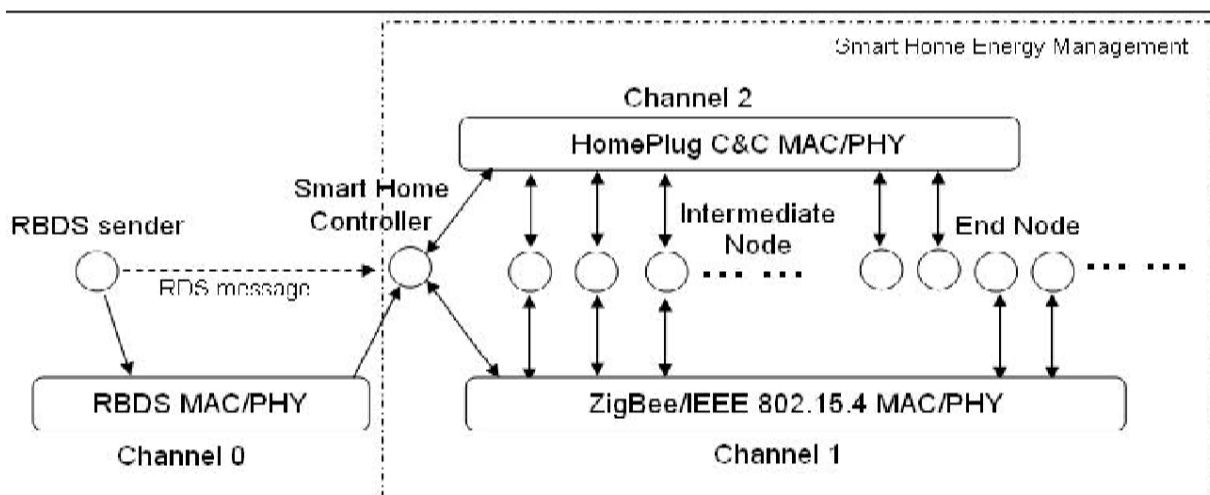 Smart Home Energy Management
Channel 2
HomePlug C&C MAC/PHY
Smart Home
Controller
RBDS sender
Intermediate
Node
End Node
RDS message
... ...
... ...
RBDS MAC/PHY
ZigBee/IEEE 802.15.4 MAC/PHY
Channel 0
Channel 1